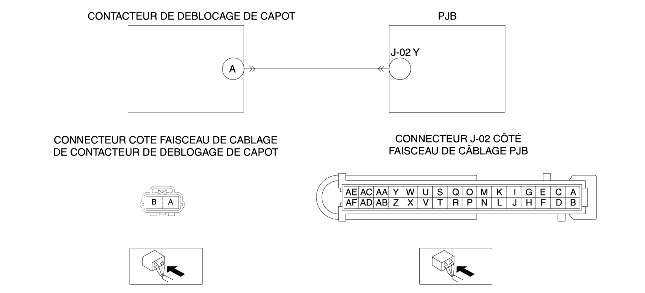 CONTACTEUR DE DEBLOCAGE DE CAPOT
PJB
A
J-02 Y
CONNECTEUR COTE FAISCEAU DE CABLAGE
DE CONTACTEUR DE DEBLOGAGE DE CAPOT
CONNECTEUR J-02 CÔTÉ
FAISCEAU DE CÂBLAGE PJB
B A
AE AC AA Y W U S Q O M K I G E C A
AF AD AB Z X V T R P N L J H F D B